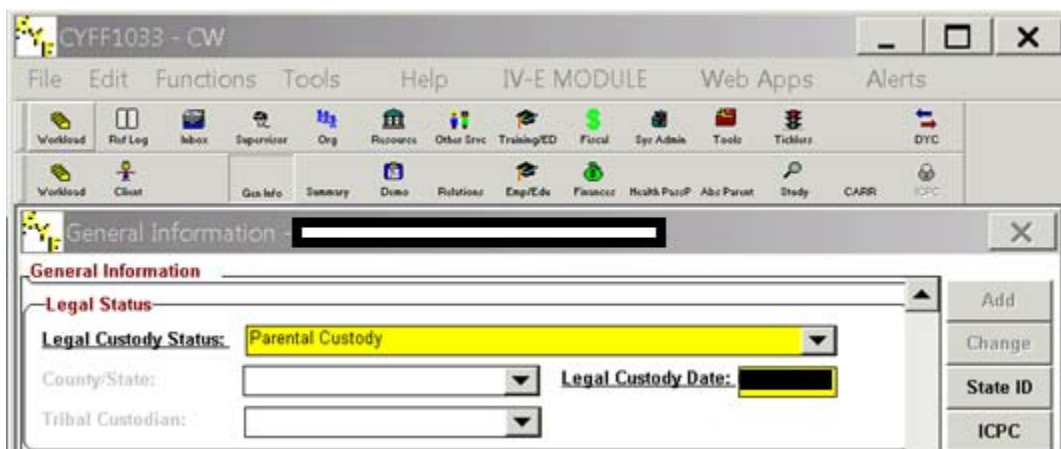 CYFF1033 - CW
File Edit Functions Tools Help IV-E MODULE Web Apps Alerts
Workload Ref Log Inbox Supervisor Org Resource Other Srvc Training/ED Fiscal Sys Admin Tools Ticklers DYC
Workload Client Gen Info Summary Demo Relations Emp/Edu Finances Health PassP Abs Parent Study CARR ICPC
General Information -
General Information
Add
Legal Status
Legal Custody Status: Parental Custody
Change
County/State: Legal Custody Date:
State ID
Tribal Custodian:
ICPC